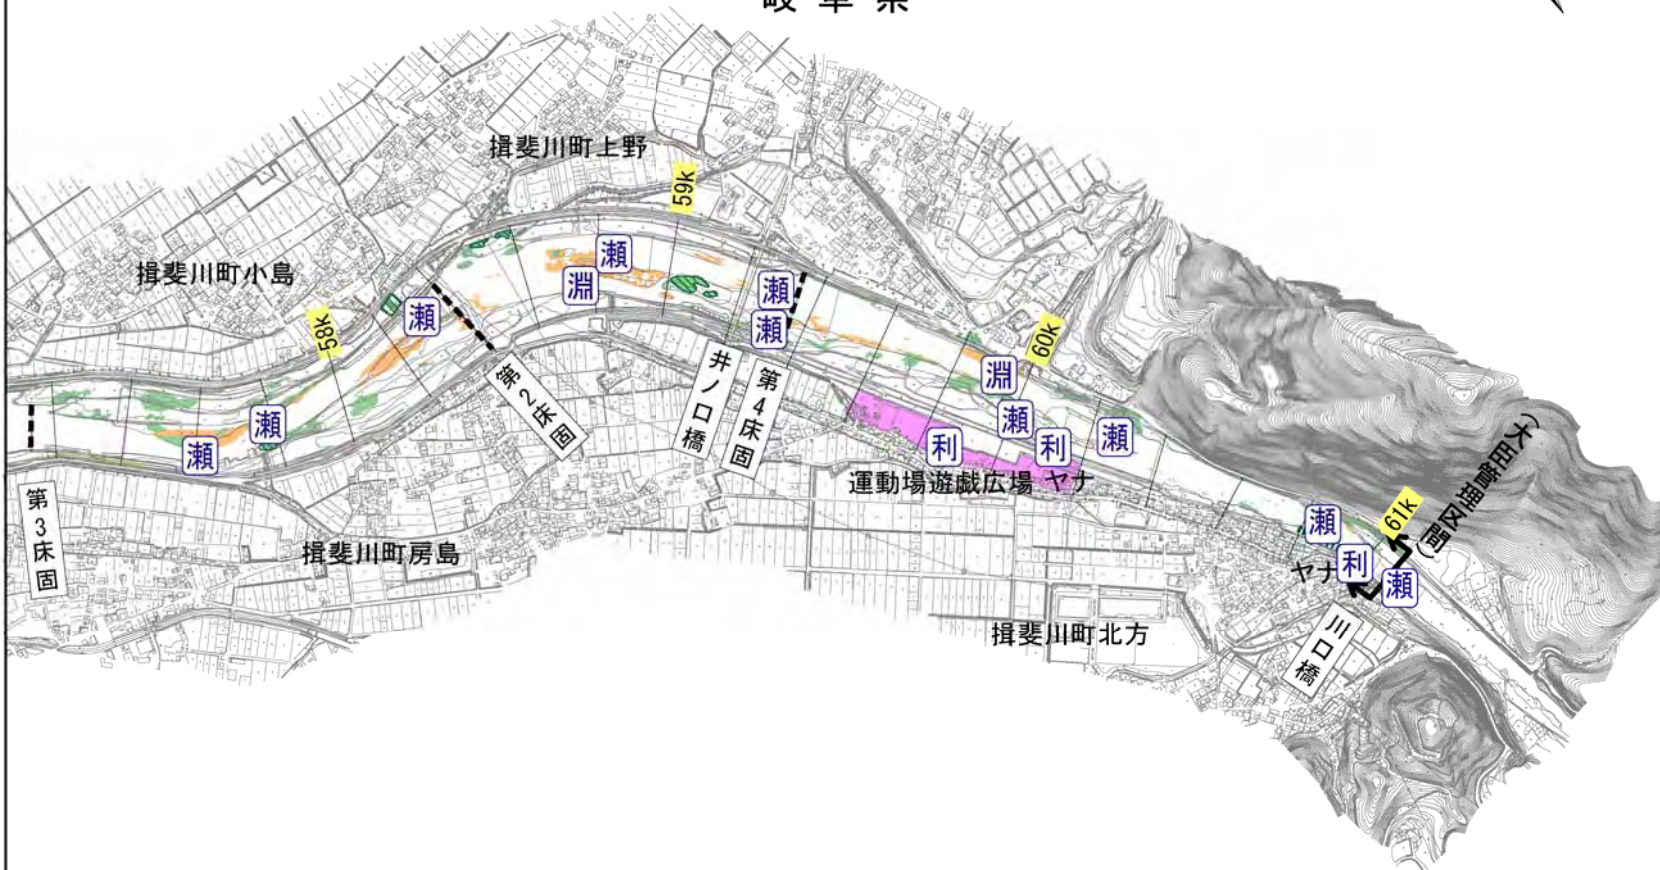 岐阜県
揖斐川町上野
59k
瀬
淵
揖斐川町小島
瀬
58k
瀬
瀬
瀬
瀬
第2床固
井ノ口橋
第4床固
60k
淵
瀬
利
利
瀬
運動場遊戯広場 ヤナ
第3床固
揖斐川町房島
(大臣管理区間)
61k
瀬
ヤナ
利
瀬
揖斐川町北方
川口橋